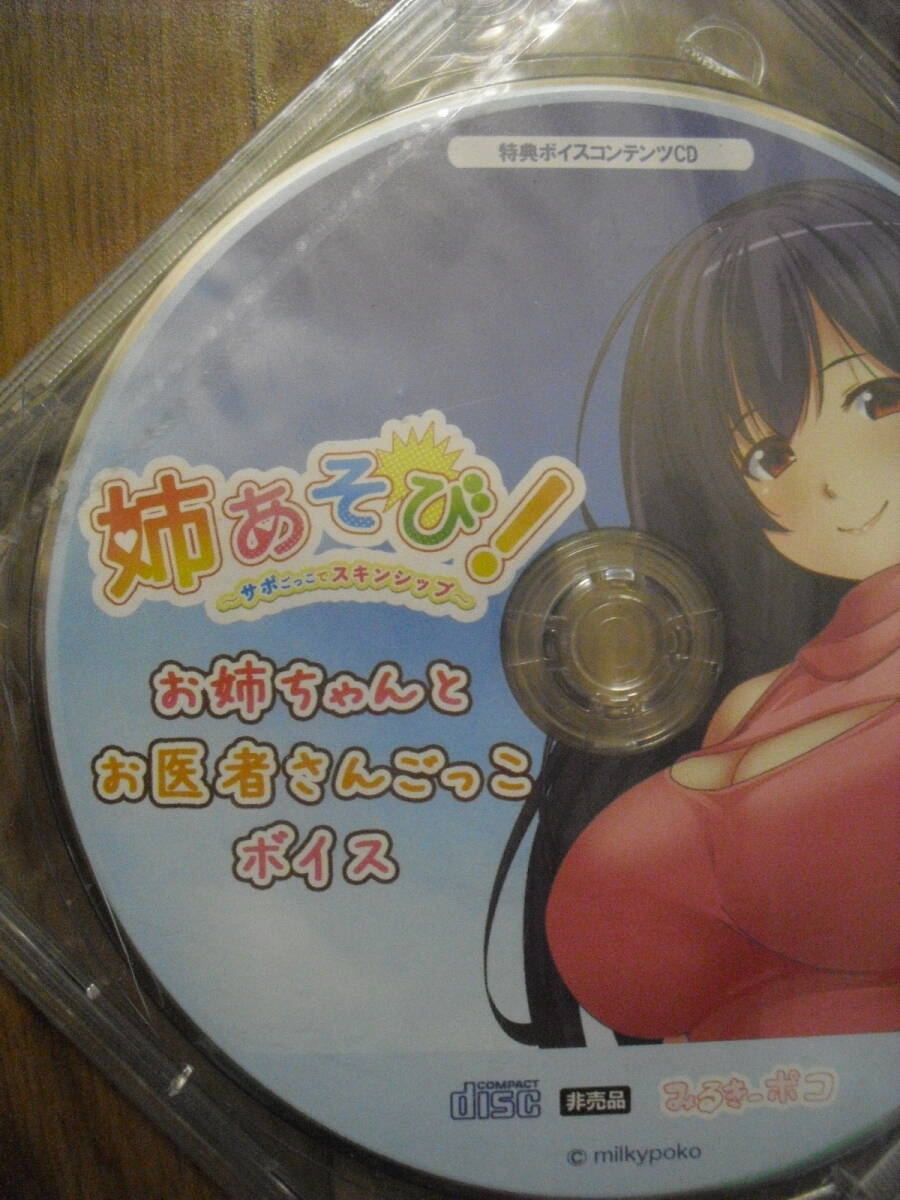 特典ボイスコンテンツCD
姉あそび!
～サポごっこでスキンシップ～
お姉ちゃんと
お医者さんごっこ
ボイス
COMPACT
disc
非売品
みるきーポコ
© milkypoko